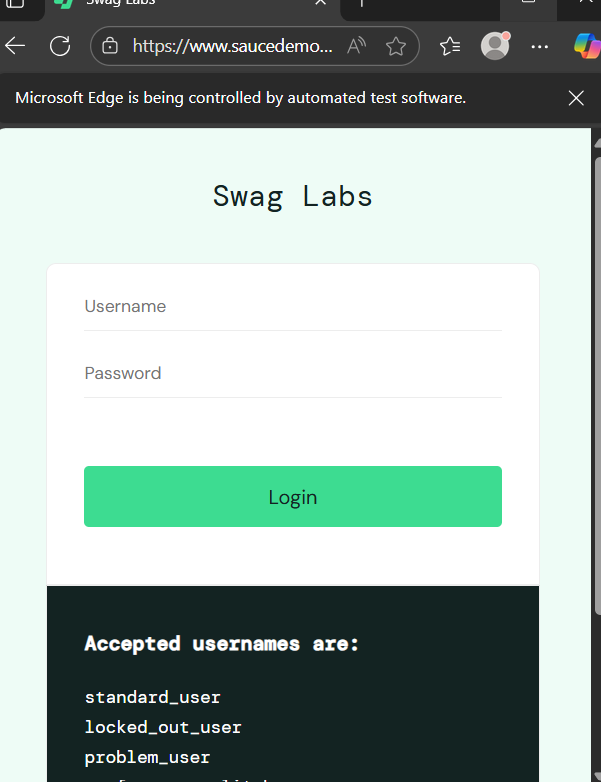 Swag Labs
https://www.saucedemo...
Microsoft Edge is being controlled by automated test software.
Swag Labs
Username
Password
Login
Accepted usernames are:
standard_user
locked_out_user
problem_user